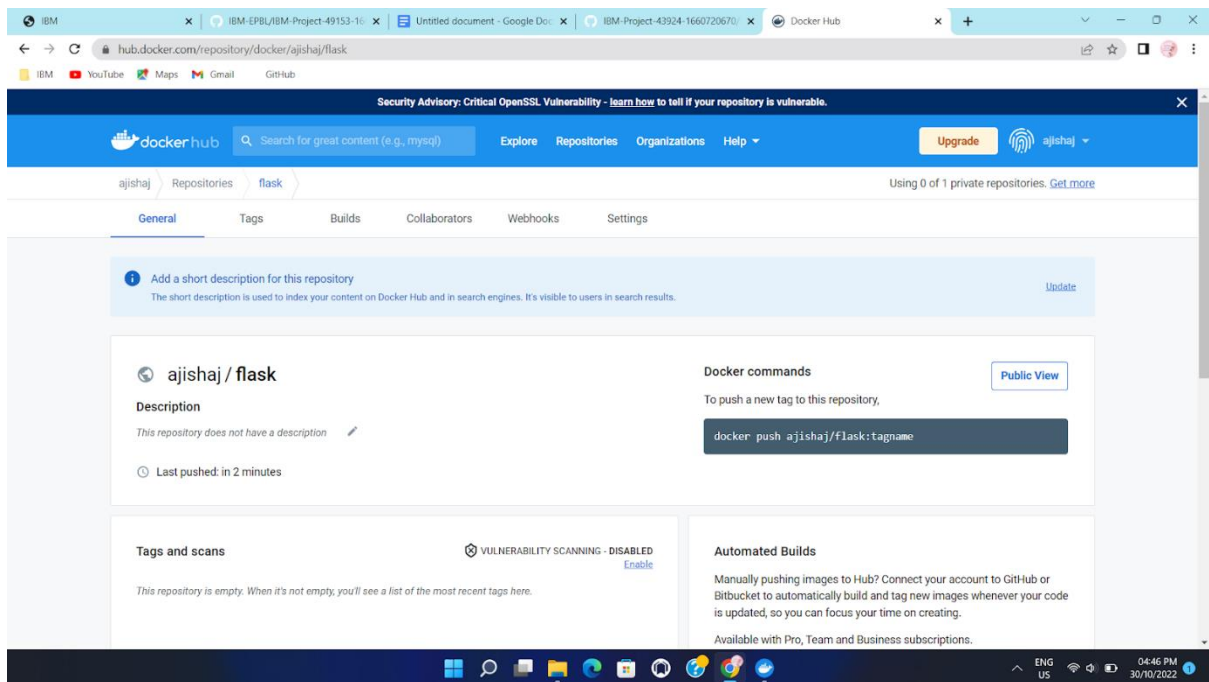 IBM
IBM-EPBL/IBM-Project-49153-16
Untitled document - Google Doc
IBM-Project-43924-1660720670/
Docker Hub
hub.docker.com/repository/docker/ajishaj/flask
IBM YouTube Maps Gmail GitHub
Security Advisory: Critical OpenSSL Vulnerability - learn how to tell if your repository is vulnerable.
dockerhub Search for great content (e.g., mysql) Explore Repositories Organizations Help Upgrade ajishaj
ajishaj Repositories flask Using 0 of 1 private repositories. Get more
General Tags Builds Collaborators Webhooks Settings
Add a short description for this repository
The short description is used to index your content on Docker Hub and in search engines. It's visible to users in search results.
Update
ajishaj / flask
Description
This repository does not have a description
Last pushed: in 2 minutes
Docker commands
Public View
To push a new tag to this repository,
docker push ajishaj/flask:tagname
Tags and scans
VULNERABILITY SCANNING - DISABLED
Enable
This repository is empty. When it's not empty, you'll see a list of the most recent tags here.
Automated Builds
Manually pushing images to Hub? Connect your account to GitHub or
Bitbucket to automatically build and tag new images whenever your code
is updated, so you can focus your time on creating.
Available with Pro, Team and Business subscriptions.
ENG
US
04:46 PM
30/10/2022
1